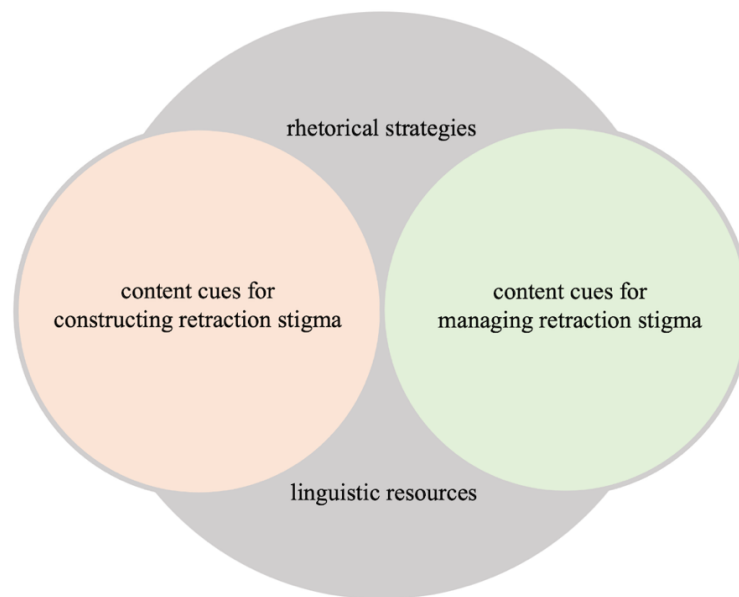 rhetorical strategies
content cues for
constructing retraction stigma
content cues for
managing retraction stigma
linguistic resources